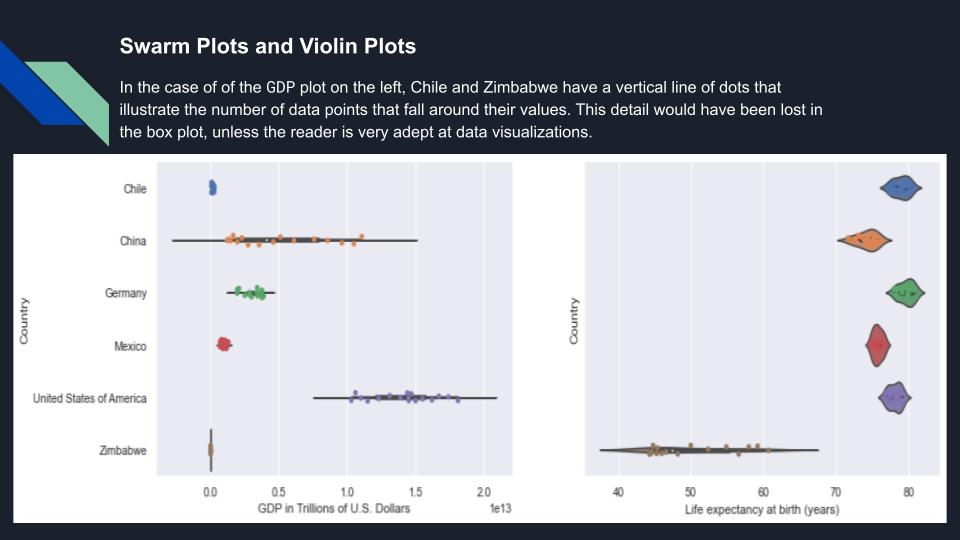 Swarm Plots and Violin Plots
In the case of of the GDP plot on the left, Chile and Zimbabwe have a vertical line of dots that
illustrate the number of data points that fall around their values. This detail would have been lost in
the box plot, unless the reader is very adept at data visualizations.
Country
Chile
China
Germany
Mexico
United States of America
Zimbabwe
0.0 0.5 1.0 1.5 2.0
GDP in Trillions of U.S. Dollars 1e13
Country
40 50 60 70 80
Life expectancy at birth (years)